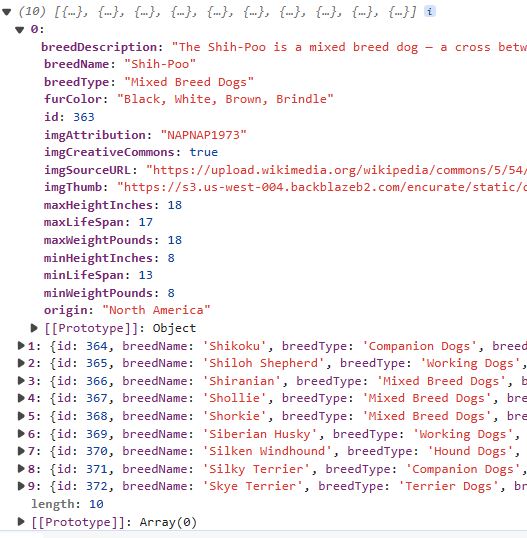 (10) [{…}, {…}, {…}, {…}, {…}, {…}, {…}, {…}, {…}, {…}] i
0:
breedDescription: "The Shih-Poo is a mixed breed dog — a cross betw
breedName: "Shih-Poo"
breedType: "Mixed Breed Dogs"
furColor: "Black, White, Brown, Brindle"
id: 363
imgAttribution: "NAPNAP1973"
imgCreativeCommons: true
imgSourceURL: "https://upload.wikimedia.org/wikipedia/commons/5/54/
imgThumb: "https://s3.us-west-004.backblazeb2.com/encurate/static/
maxHeightInches: 18
maxLifeSpan: 17
maxWeightPounds: 18
minHeightInches: 8
minLifeSpan: 13
minWeightPounds: 8
origin: "North America"
[[Prototype]]: Object
1: {id: 364, breedName: 'Shikoku', breedType: 'Companion Dogs', breed
2: {id: 365, breedName: 'Shiloh Shepherd', breedType: 'Working Dogs',
3: {id: 366, breedName: 'Shiranian', breedType: 'Mixed Breed Dogs', b
4: {id: 367, breedName: 'Shollie', breedType: 'Mixed Breed Dogs', bre
5: {id: 368, breedName: 'Shorkie', breedType: 'Mixed Breed Dogs', bre
6: {id: 369, breedName: 'Siberian Husky', breedType: 'Working Dogs',
7: {id: 370, breedName: 'Silken Windhound', breedType: 'Hound Dogs',
8: {id: 371, breedName: 'Silky Terrier', breedType: 'Companion Dogs',
9: {id: 372, breedName: 'Skye Terrier', breedType: 'Terrier Dogs', br
length: 10
[[Prototype]]: Array(0)